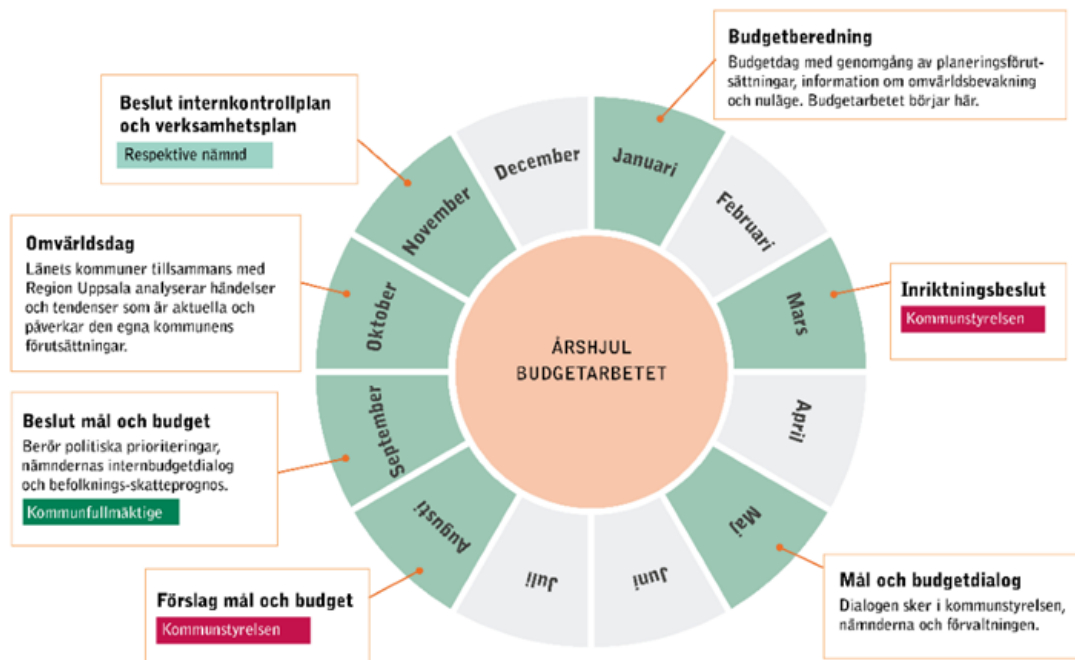 Budgetberedning
Budgetdag med genomgång av planeringsförut-
sättningar, information om omvärldsbevakning
och nuläge. Budgetarbetet börjar här.
Beslut internkontrollplan
och verksamhetsplan
Respektive nämnd
Omvärldsdag
Länets kommuner tillsammans med
Region Uppsala analyserar händelser
och tendenser som är aktuella och
påverkar den egna kommunens
förutsättningar.
Beslut mål och budget
Berör politiska prioriteringar,
nämndernas internbudgetdialog
och befolknings-skatteprognos.
Kommunfullmäktige
Förslag mål och budget
Kommunstyrelsen
ÅRSHJUL
BUDGETARBETET
Januari
Februari
Mars
April
Maj
Juni
Juli
Augusti
September
Oktober
November
December
Inriktningsbeslut
Kommunstyrelsen
Mål och budgetdialog
Dialogen sker i kommunstyrelsen,
nämnderna och förvaltningen.